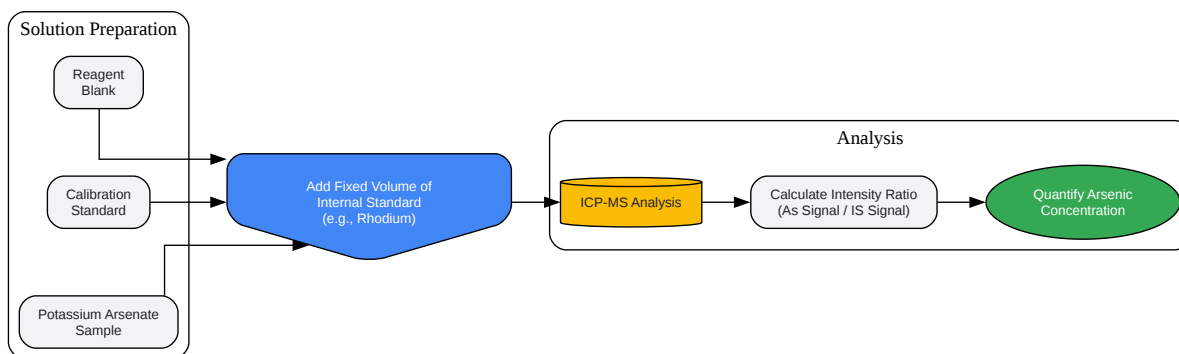 Solution Preparation
Reagent
Blank
Calibration
Standard
Potassium Arsenate
Sample
Add Fixed Volume of
Internal Standard
(e.g., Rhodium)
Analysis
ICP-MS Analysis
Calculate Intensity Ratio
(As Signal / IS Signal)
Quantify Arsenic
Concentration